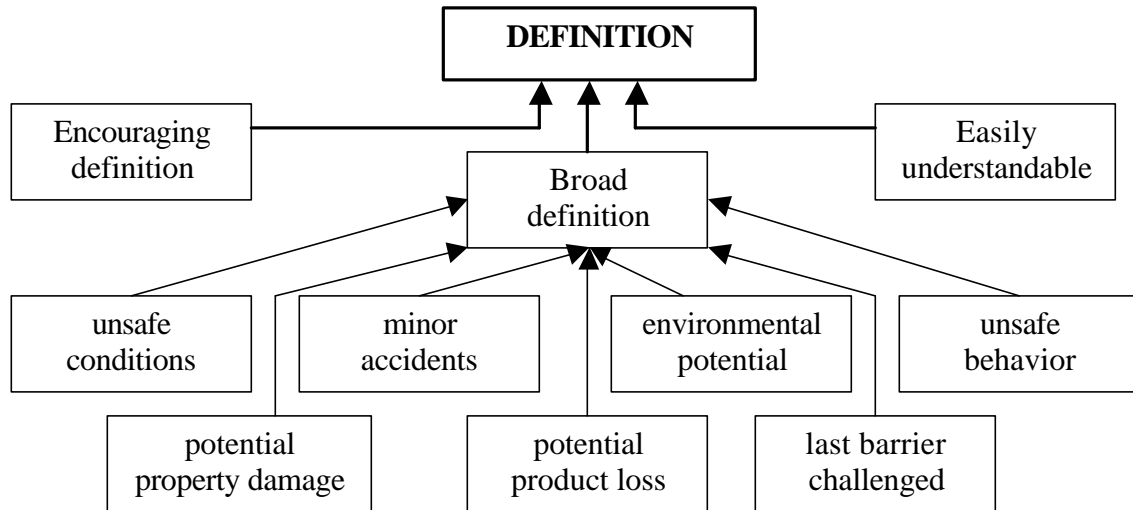 DEFINITION
Encouraging
definition
Easily
understandable
Broad
definition
unsafe
conditions
minor
accidents
environmental
potential
unsafe
behavior
potential
property damage
potential
product loss
last barrier
challenged